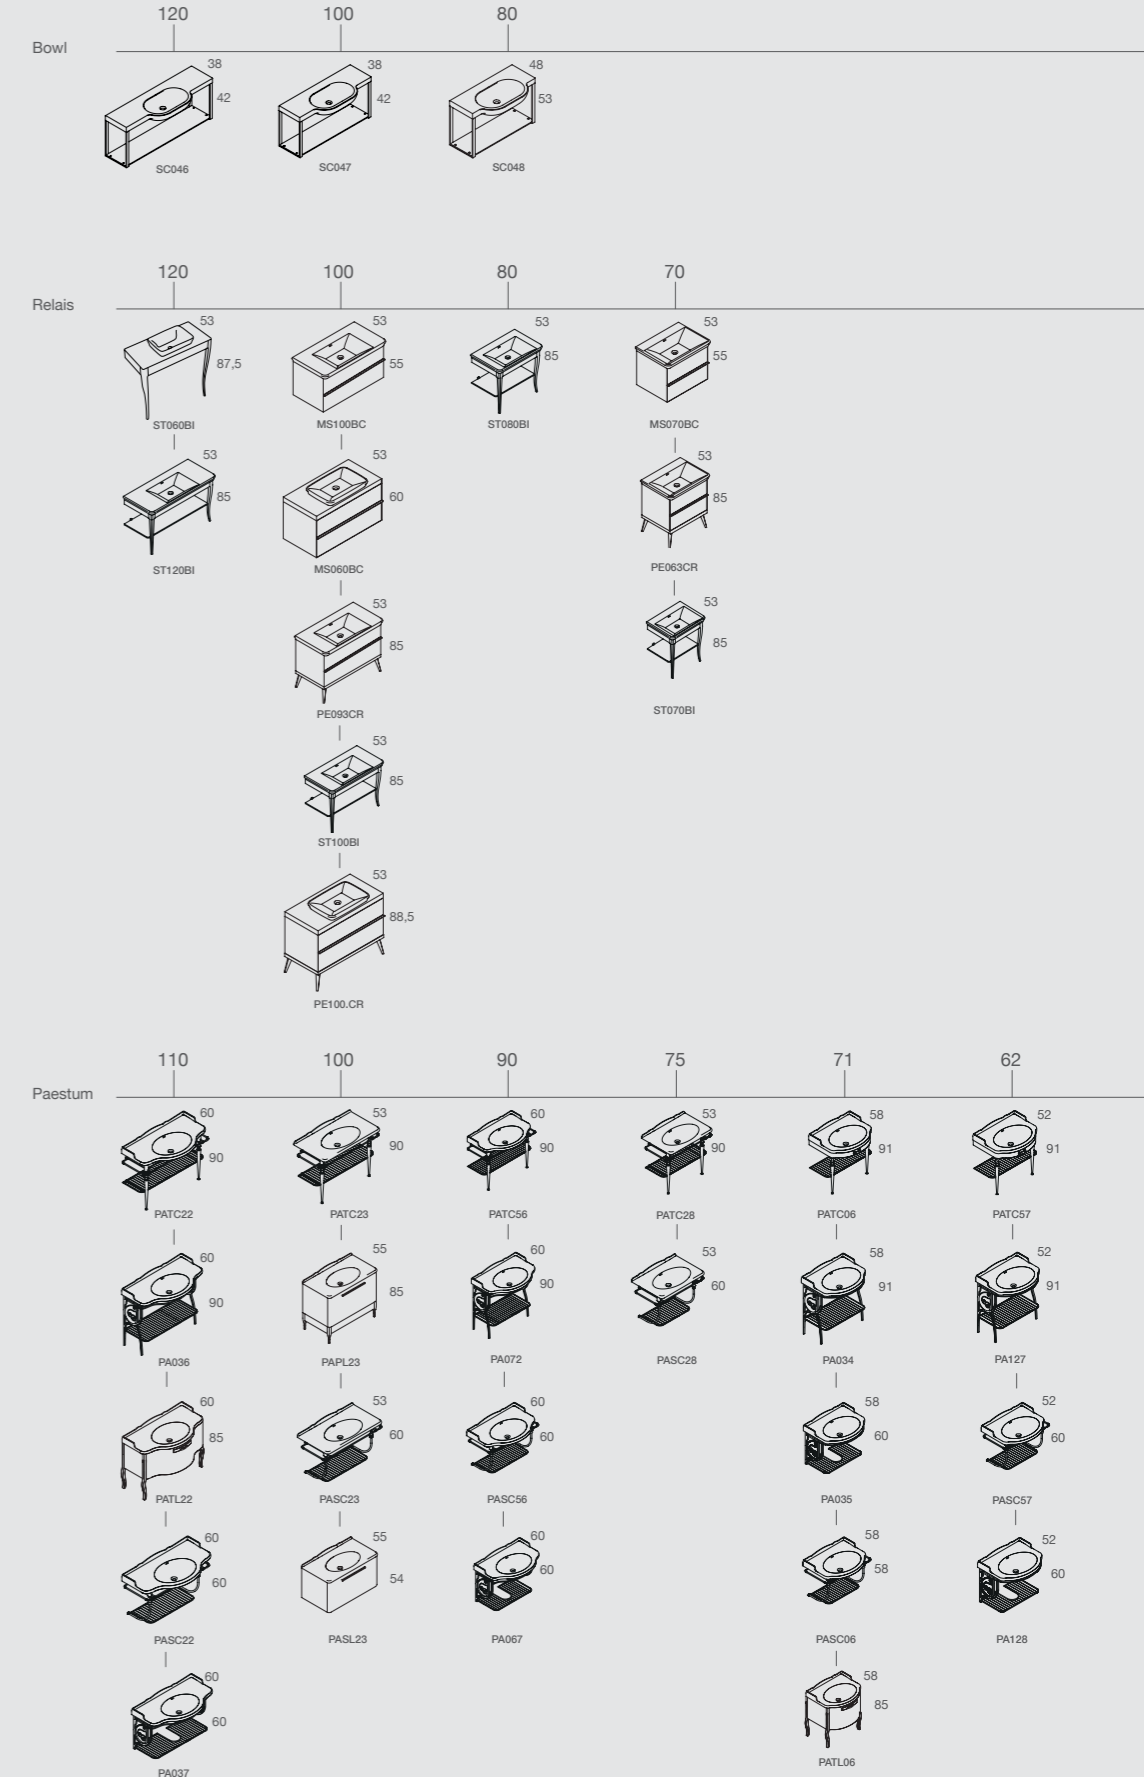 120 100 80
Bowl
38 38 48
42 42 53
SC046 SC047 SC048
120 100 80 70
Relais
53 53 53 53
87,5 55 85 55
ST060BI MS100BC ST080BI MS070BC
53 53 53
85 60 85
ST120BI MS060BC PE063CR
53 53
85 85
PE093CR ST070BI
53
85
ST100BI
53
88,5
PE100.CR
110 100 90 75 71 62
Paestum
60 53 60 53 58 52
90 90 90 90 91 91
PATC22 PATC23 PATC56 PATC28 PATC06 PATC57
60 55 60 53 58 52
90 85 90 60 91 91
PA036 PAPL23 PA072 PASC28 PA034 PA127
60 53 60 58 52
85 60 60 60 60
PATL22 PASC23 PASC56 PA035 PASC57
60 55 60 58 52
60 54 60 58 60
PASC22 PASL23 PA067 PASC06 PA128
60 58
60 85
PA037 PATL06